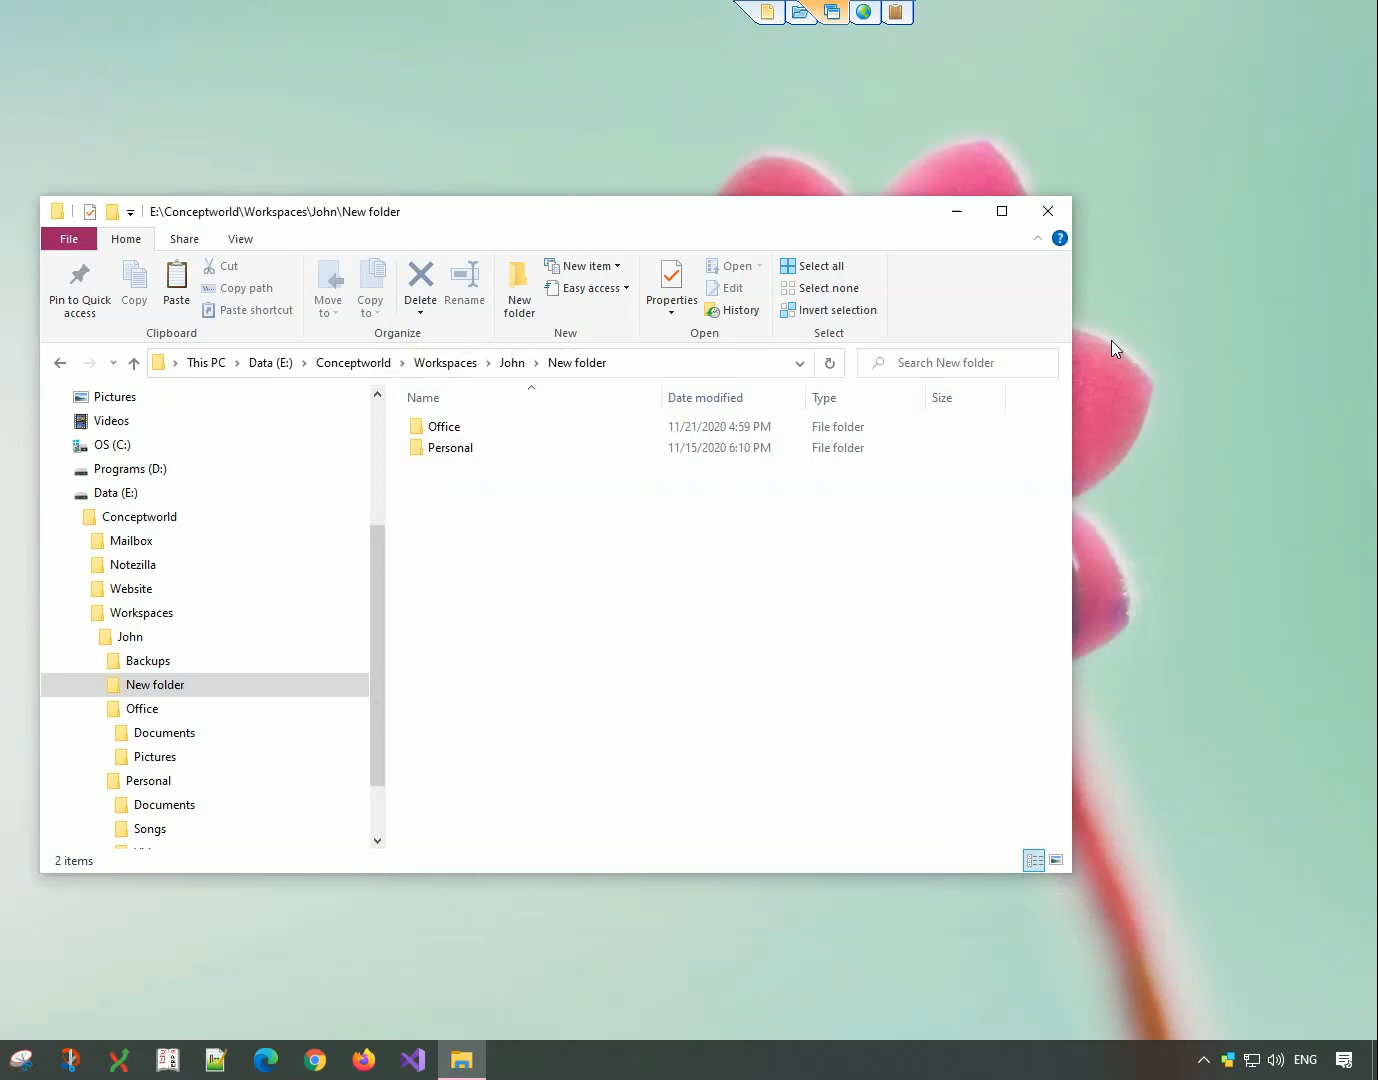 E:\Conceptworld\Workspaces\John\New folder
File Home Share View
Pin to Quick access
Copy
Paste
Cut
Copy path
Paste shortcut
Clipboard
Move to
Copy to
Delete
Rename
Organize
New folder
New item
Easy access
New
Properties
Open
Edit
History
Open
Select all
Select none
Invert selection
Select
This PC > Data (E:) > Conceptworld > Workspaces > John > New folder
Search New folder
Pictures
Videos
OS (C:)
Programs (D:)
Data (E:)
Conceptworld
Mailbox
Notezilla
Website
Workspaces
John
Backups
New folder
Office
Documents
Pictures
Personal
Documents
Songs
Name Date modified Type Size
Office 11/21/2020 4:59 PM File folder
Personal 11/15/2020 6:10 PM File folder
2 items
ENG